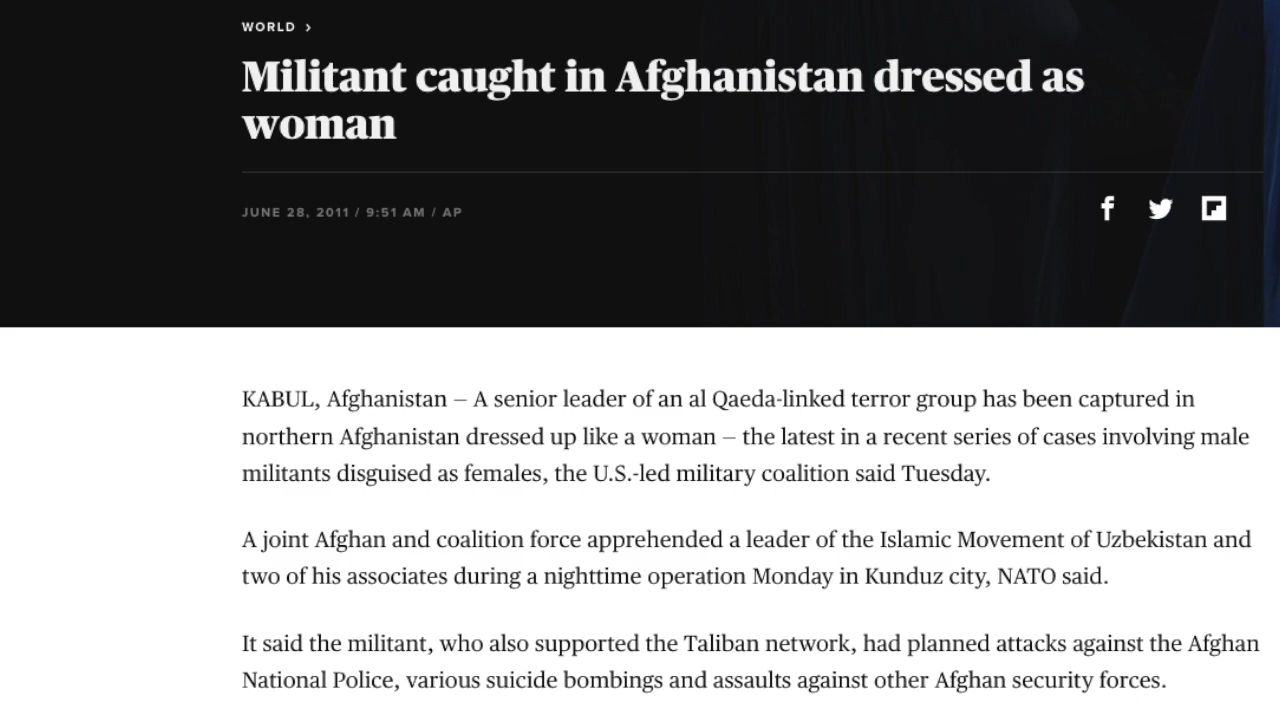 WORLD >
Militant caught in Afghanistan dressed as
woman
JUNE 28, 2011 / 9:51 AM / AP
KABUL, Afghanistan — A senior leader of an al Qaeda-linked terror group has been captured in
northern Afghanistan dressed up like a woman — the latest in a recent series of cases involving male
militants disguised as females, the U.S.-led military coalition said Tuesday.
A joint Afghan and coalition force apprehended a leader of the Islamic Movement of Uzbekistan and
two of his associates during a nighttime operation Monday in Kunduz city, NATO said.
It said the militant, who also supported the Taliban network, had planned attacks against the Afghan
National Police, various suicide bombings and assaults against other Afghan security forces.